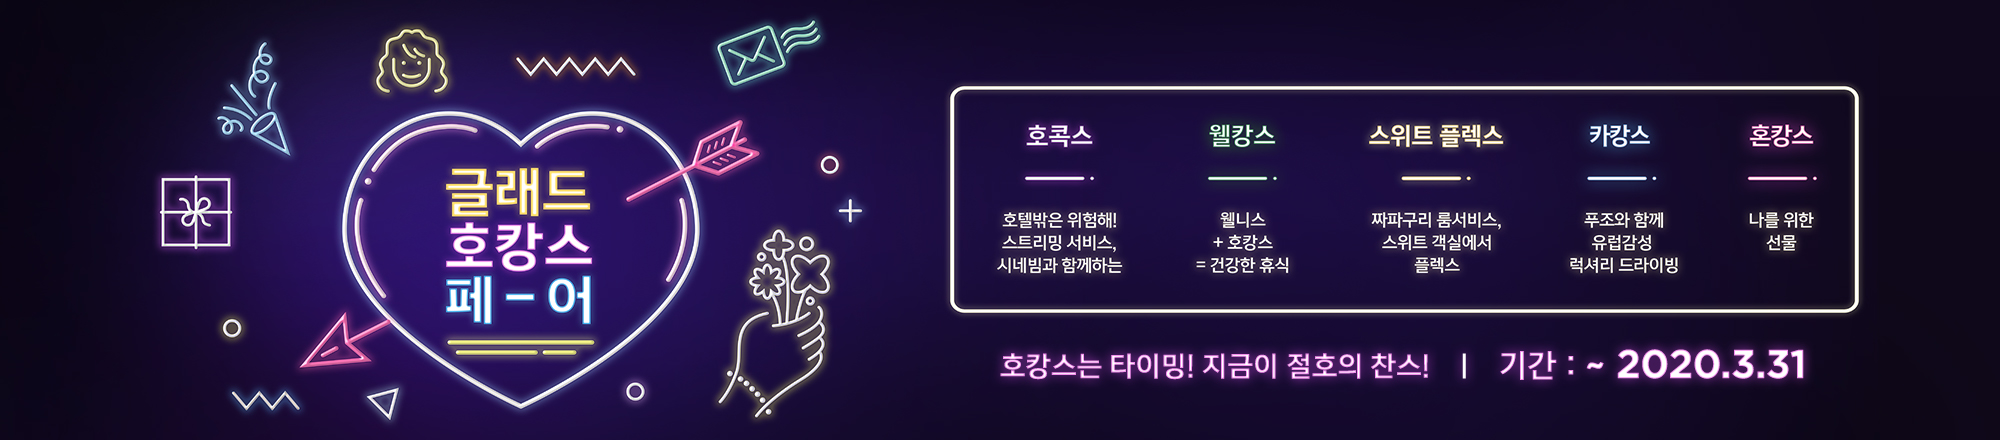 글래드
호캉스
페-어
호콕스
호텔밖은 위험해!
스트리밍 서비스,
시네빔과 함께하는
웰캉스
웰니스
+ 호캉스
= 건강한 휴식
스위트 플렉스
짜파구리 룸서비스,
스위트 객실에서
플렉스
카캉스
푸조와 함께
유럽감성
럭셔리 드라이빙
혼캉스
나를 위한
선물
호캉스는 타이밍! 지금이 절호의 찬스! | 기간 : ~ 2020.3.31